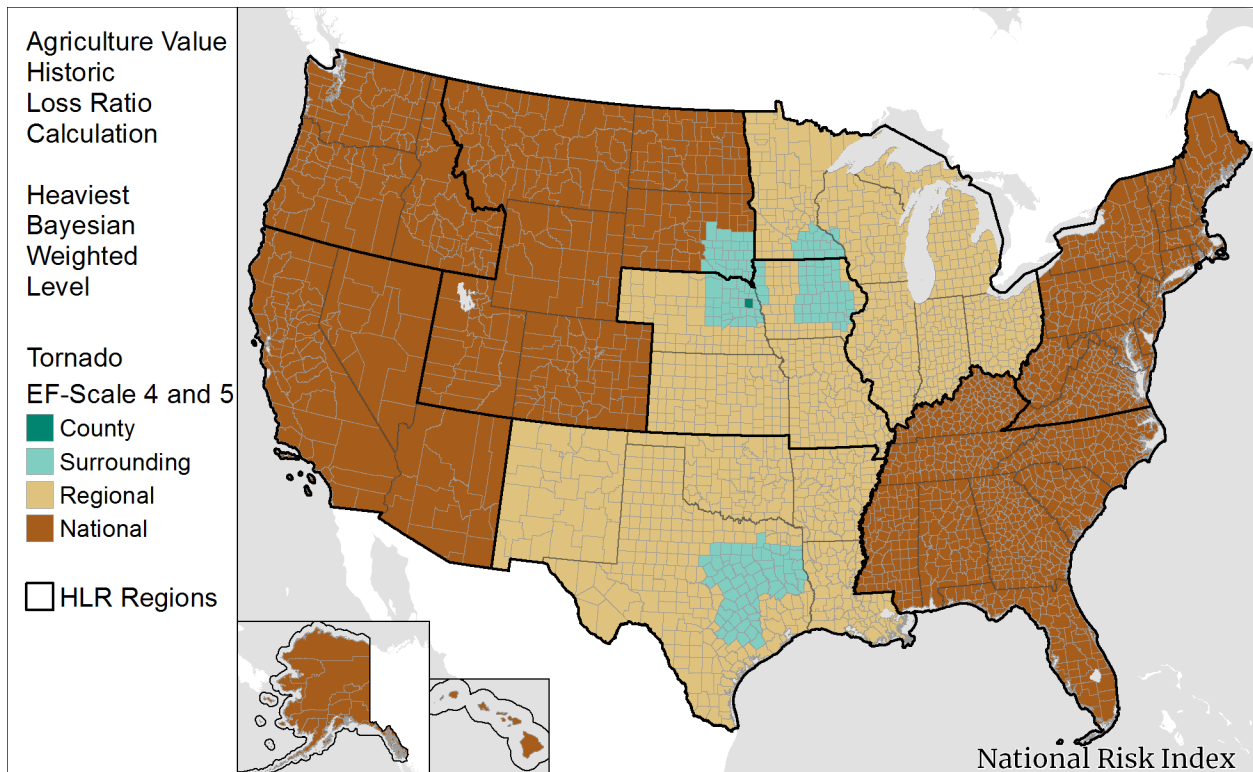 Agriculture Value
Historic
Loss Ratio
Calculation
Heaviest
Bayesian
Weighted
Level
Tornado
EF-Scale 4 and 5
County
Surrounding
Regional
National
HLR Regions
National Risk Index